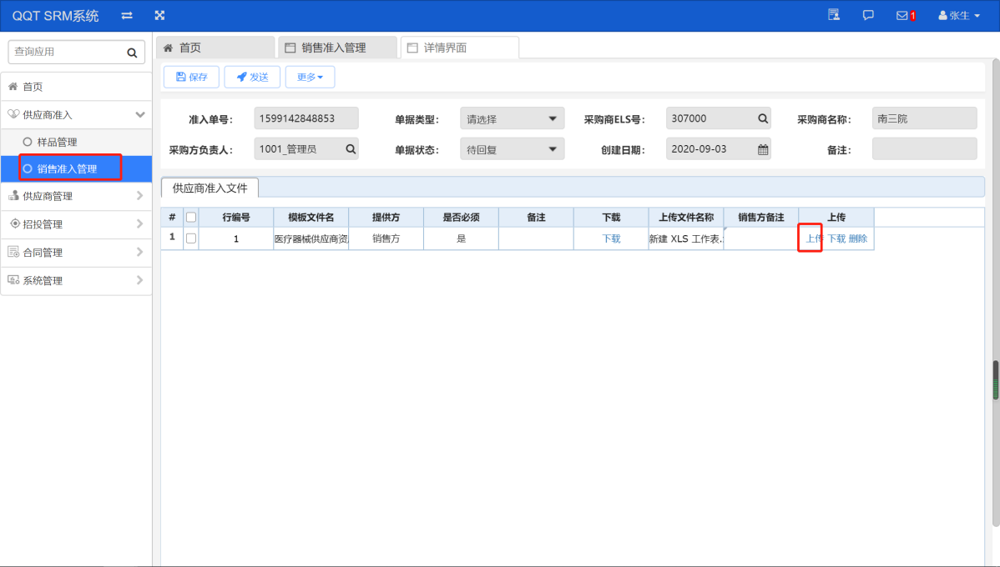 QQT SRM系统
1
张生
查询应用
首页
供应商准入
样品管理
销售准入管理
供应商管理
招投管理
合同管理
系统管理
首页 销售准入管理 详情界面
保存 发送 更多
准入单号： 1599142848853 单据类型： 请选择 采购商ELS号： 307000 采购商名称： 南三院
采购方负责人： 1001_管理员 单据状态： 待回复 创建日期： 2020-09-03 备注：
供应商准入文件
# 行编号 模板文件名 提供方 是否必须 备注 下载 上传文件名称 销售方备注 上传
1 1 医疗器械供应商资 销售方 是 下载 新建 XLS 工作表. 上传 下载 删除